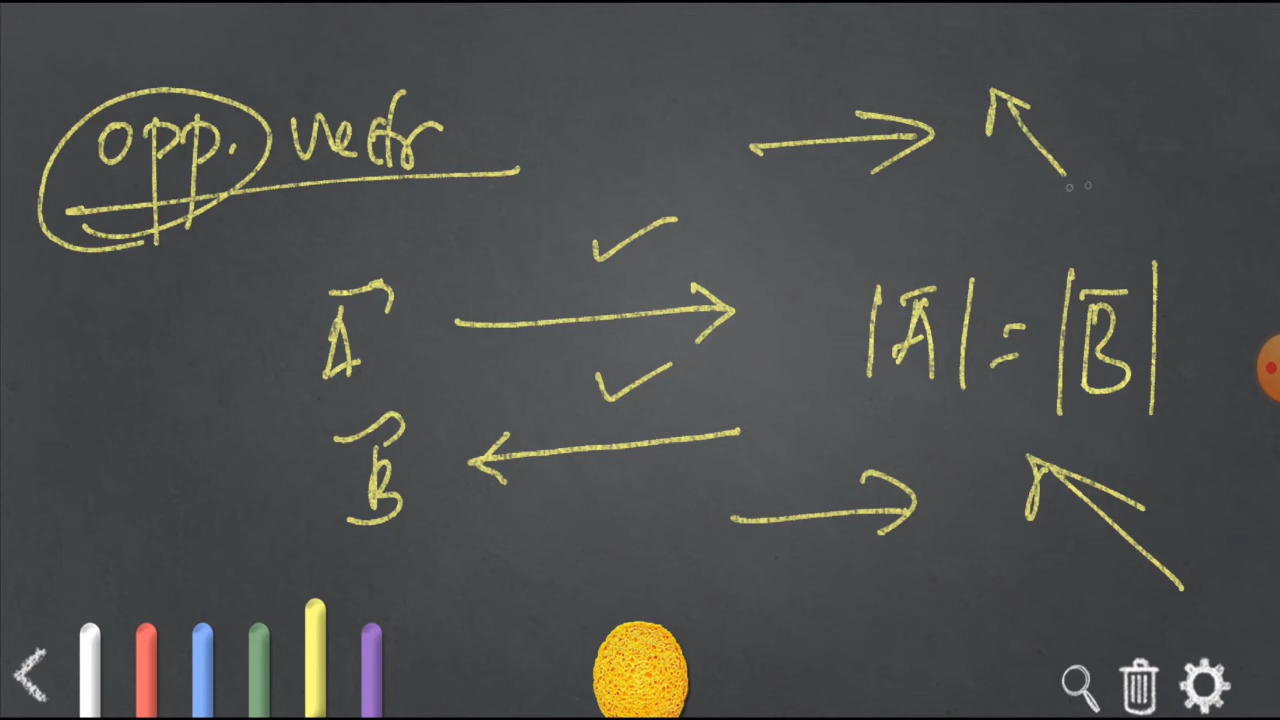 opp. vectr
A
|A| = |B|
B